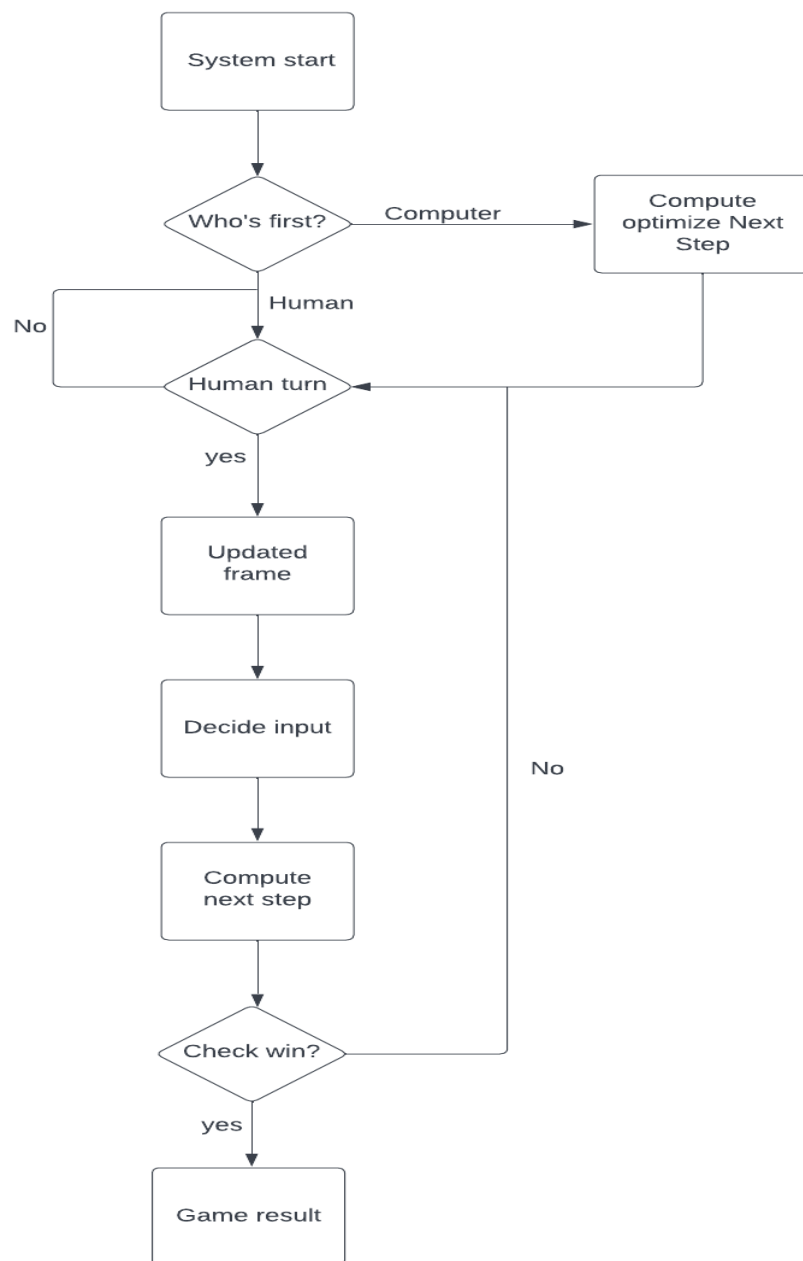 System start
Who's first?
Computer
Compute
optimize Next
Step
Human
No
Human turn
yes
Updated
frame
Decide input
No
Compute
next step
Check win?
yes
Game result